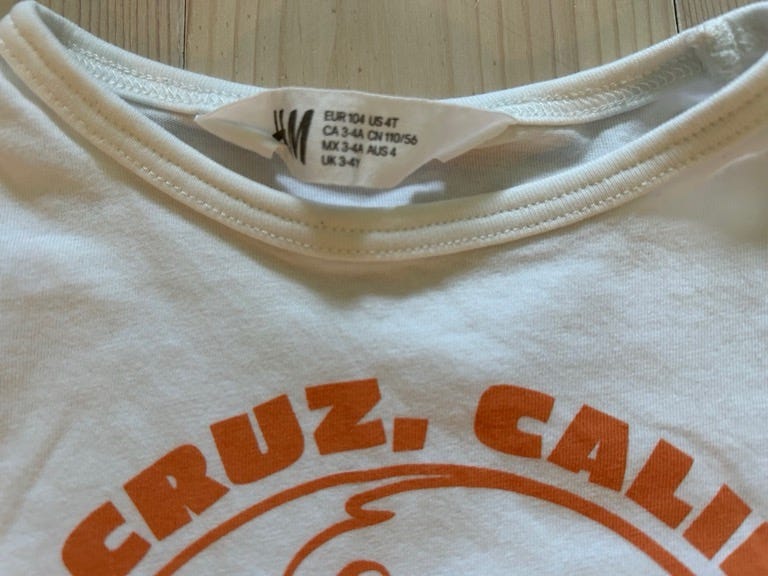 H&M
EUR 104 US 4T
CA 3-4A CN 110/56
MX 3-4A AUS 4
UK 3-4Y
CRUZ, CALI